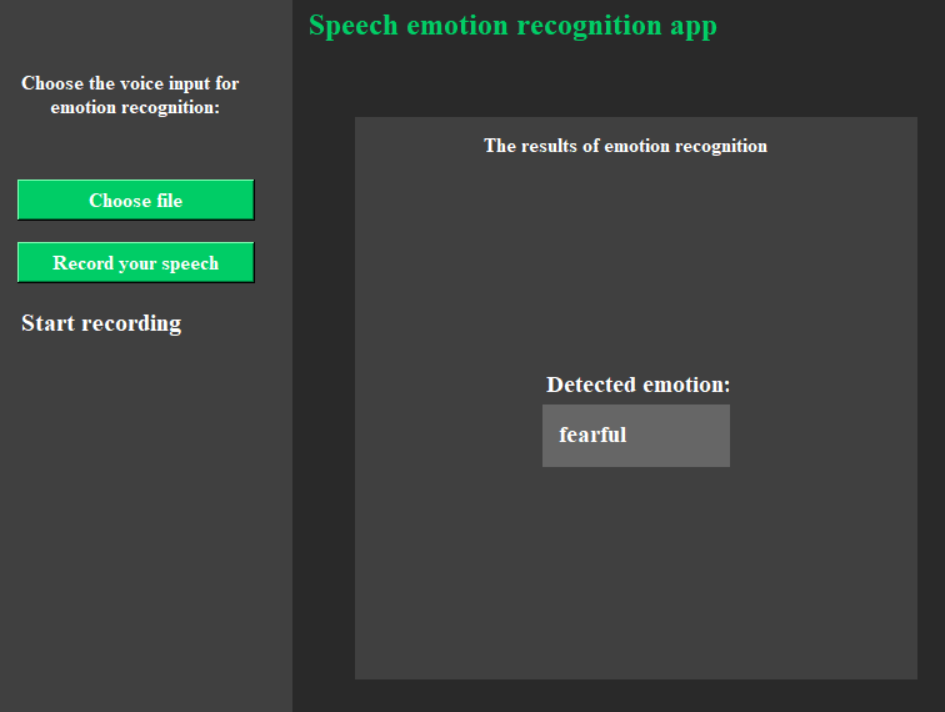 Speech emotion recognition app
Choose the voice input for
emotion recognition:
Choose file
Record your speech
Start recording
The results of emotion recognition
Detected emotion:
fearful